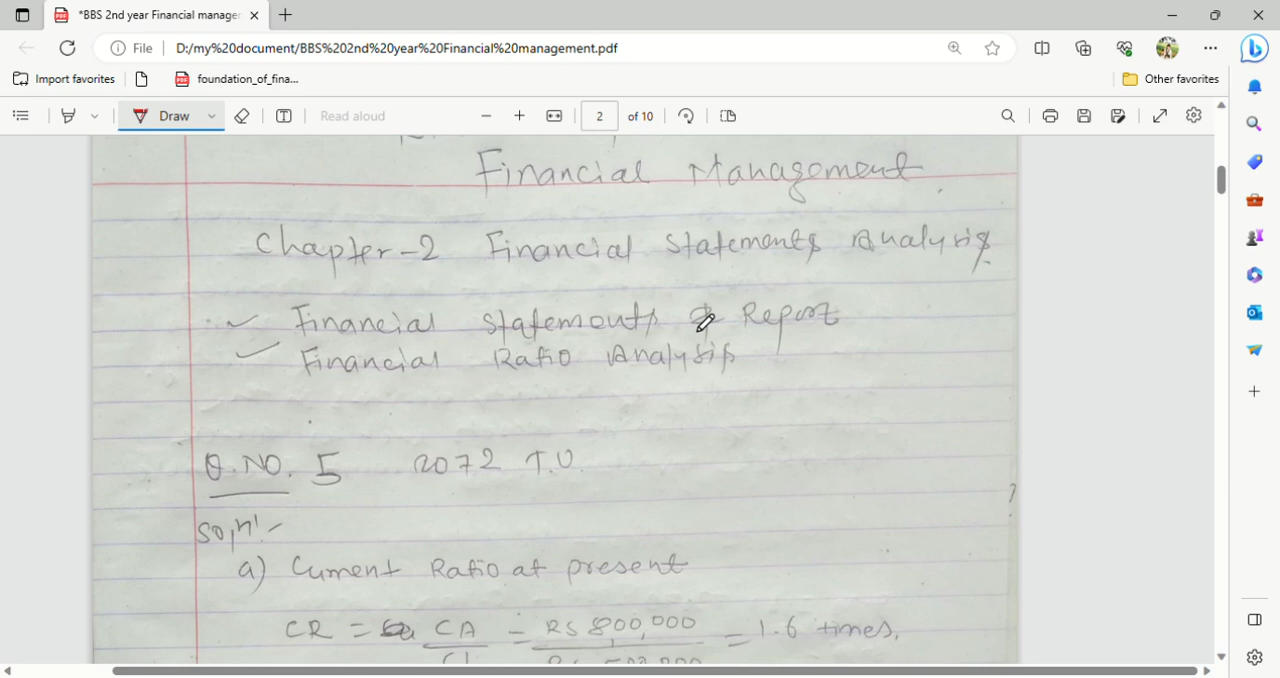 *BBS 2nd year Financial manager
File D:/my%20document/BBS%202nd%20year%20Financial%20management.pdf
Import favorites
foundation_of_fina...
Other favorites
Draw
Read aloud
2 of 10
Financial Management
Chapter-2 Financial Statements Analysis
Financial Statements & Report
Financial Ratio Analysis
Q.NO. 5 2072 T.U.
Soln:-
a) Current Ratio at present
CR = CA = RS 800,000 = 1.6 times.